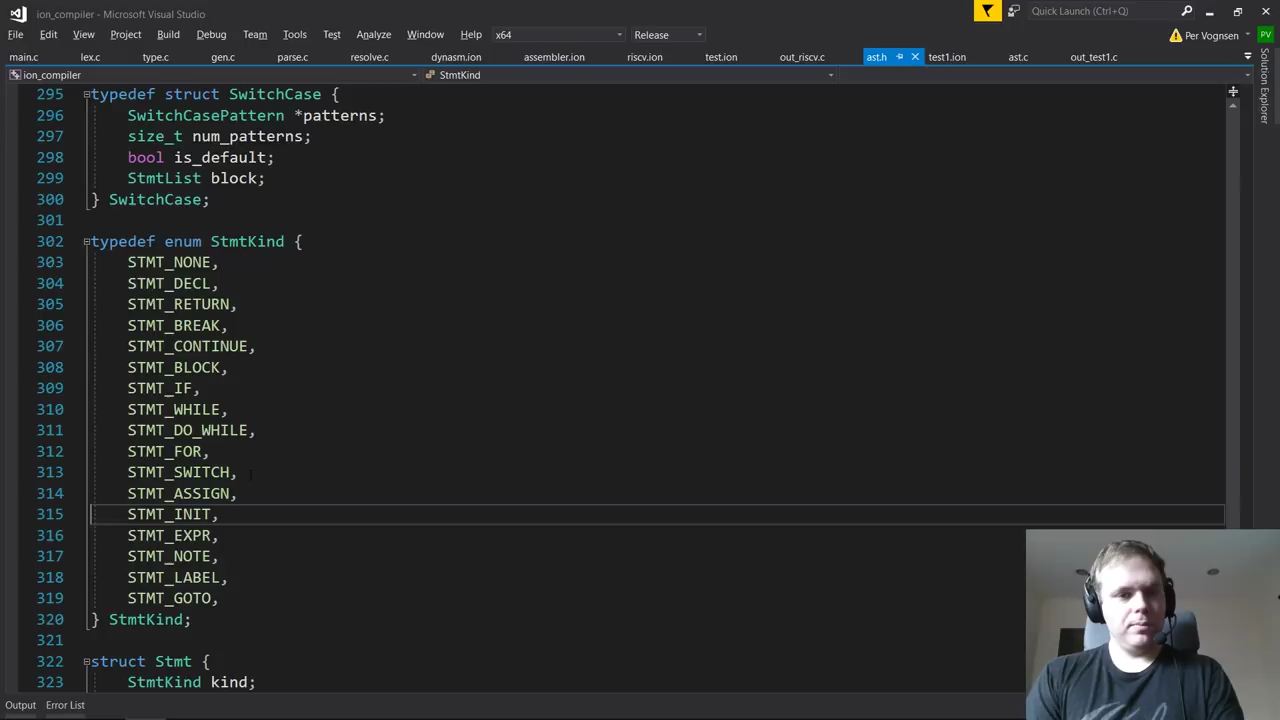 ion_compiler - Microsoft Visual Studio
Quick Launch (Ctrl+Q)
File Edit View Project Build Debug Team Tools Test Analyze Window Help x64 Release Per Vognsen PV
main.c lex.c type.c gen.c parse.c resolve.c dynasm.ion assembler.ion riscv.ion test.ion out_riscv.c ast.h test1.ion ast.c out_test1.c
ion_compiler StmtKind
Solution Explorer
295 typedef struct SwitchCase {
296 SwitchCasePattern *patterns;
297 size_t num_patterns;
298 bool is_default;
299 StmtList block;
300 } SwitchCase;
301
302 typedef enum StmtKind {
303 STMT_NONE,
304 STMT_DECL,
305 STMT_RETURN,
306 STMT_BREAK,
307 STMT_CONTINUE,
308 STMT_BLOCK,
309 STMT_IF,
310 STMT_WHILE,
311 STMT_DO_WHILE,
312 STMT_FOR,
313 STMT_SWITCH,
314 STMT_ASSIGN,
315 STMT_INIT,
316 STMT_EXPR,
317 STMT_NOTE,
318 STMT_LABEL,
319 STMT_GOTO,
320 } StmtKind;
321
322 struct Stmt {
323 StmtKind kind;
Output Error List